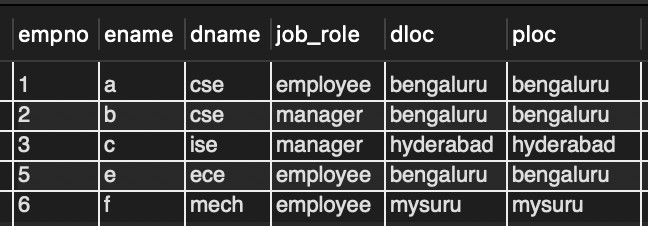 empno ename dname job_role dloc ploc
1 a cse employee bengaluru bengaluru
2 b cse manager bengaluru bengaluru
3 c ise manager hyderabad hyderabad
5 e ece employee bengaluru bengaluru
6 f mech employee mysuru mysuru